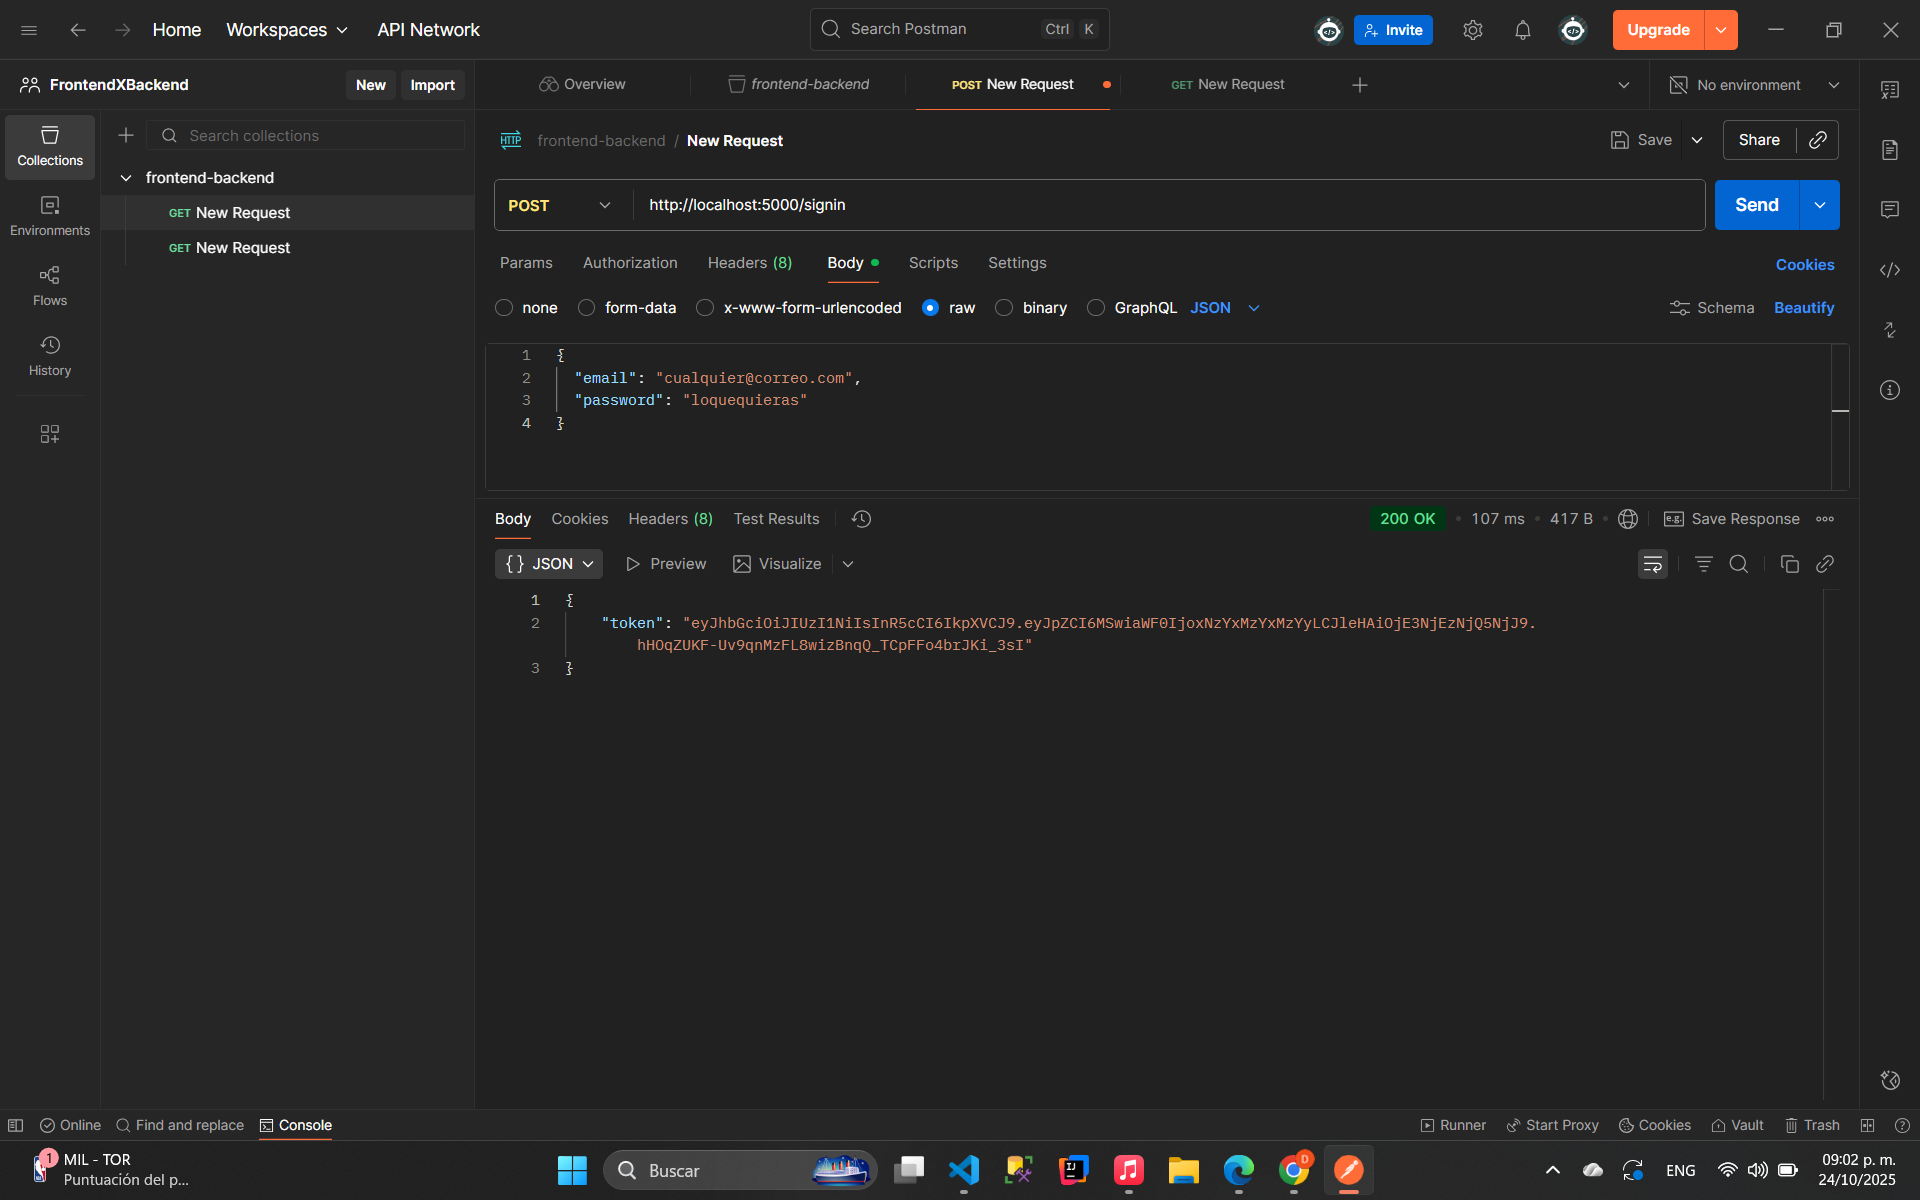 Home
Workspaces
API Network
Search Postman
Ctrl
K
Invite
Upgrade
FrontendXBackend
New
Import
Overview
frontend-backend
POST New Request
GET New Request
No environment
Collections
Environments
Flows
History
Search collections
frontend-backend
GET New Request
GET New Request
HTTP
frontend-backend / New Request
Save
Share
POST
http://localhost:5000/signin
Send
Params
Authorization
Headers (8)
Body
Scripts
Settings
Cookies
none
form-data
x-www-form-urlencoded
raw
binary
GraphQL
JSON
Schema
Beautify
1 {
2 "email": "cualquier@correo.com",
3 "password": "loquequieras"
4 }
Body
Cookies
Headers (8)
Test Results
200 OK
107 ms
417 B
e.g.
Save Response
{} JSON
Preview
Visualize
1 {
2 "token": "eyJhbGciOiJIUzI1NiIsInR5cCI6IkpXVCJ9.eyJpZCI6MSwiaWF0IjoxNzYxMzYxMzYyLCJleHAiOjE3NjEzNjQ5NjJ9.
hHOqZUKF-Uv9qnMzFL8wizBnqQ_TCpFFo4brJKi_3sI"
3 }
Online
Find and replace
Console
Runner
Start Proxy
Cookies
Vault
Trash
1
MIL - TOR
Puntuación del p...
Buscar
IJ
D
ENG
09:02 p. m.
24/10/2025